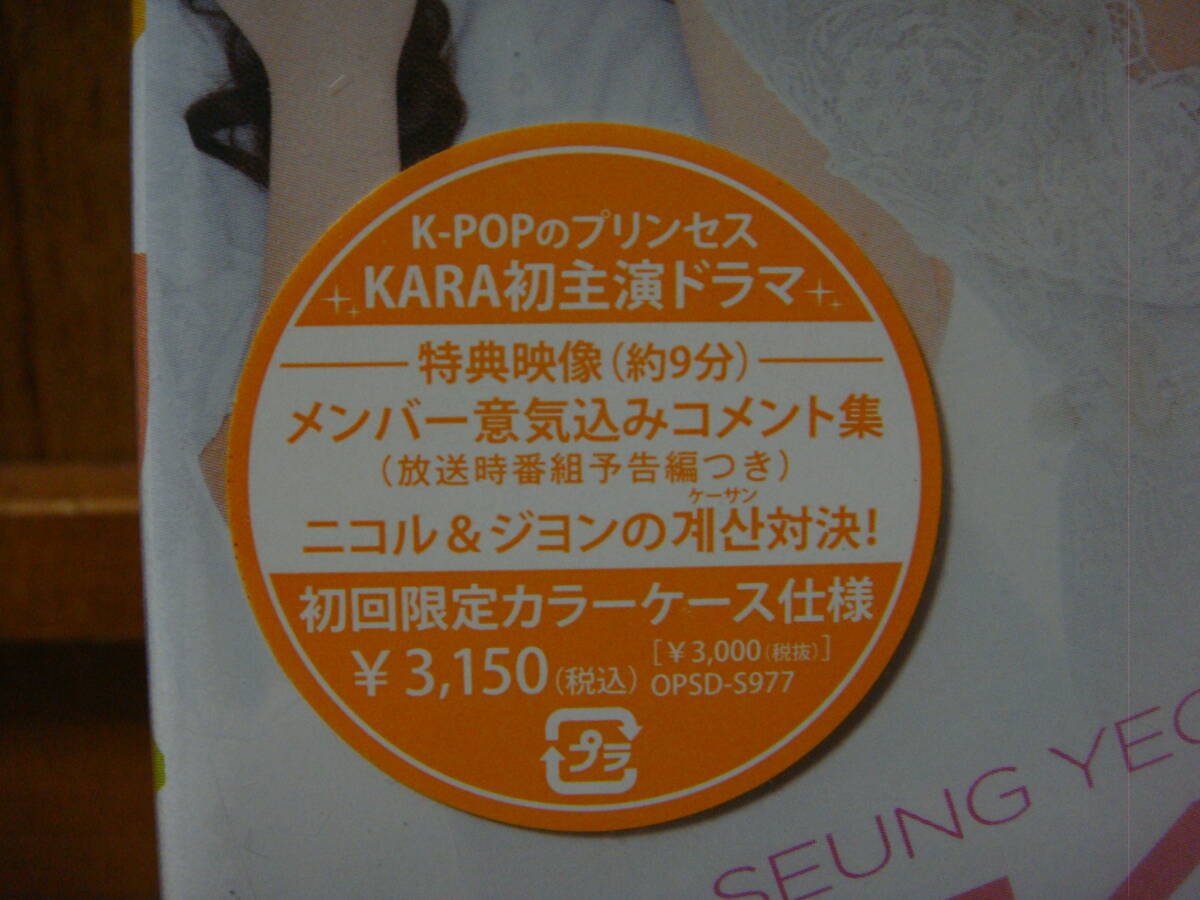 K-POPのプリンセス
KARA初主演ドラマ
特典映像(約9分)
メンバー意気込みコメント集
(放送時番組予告編つき)
ケーサン
ニコル&ジヨンの계산対決!
初回限定カラーケース仕様
¥3,150(税込) [¥3,000(税抜)]
OPSD-S977
プラ
SEUNG